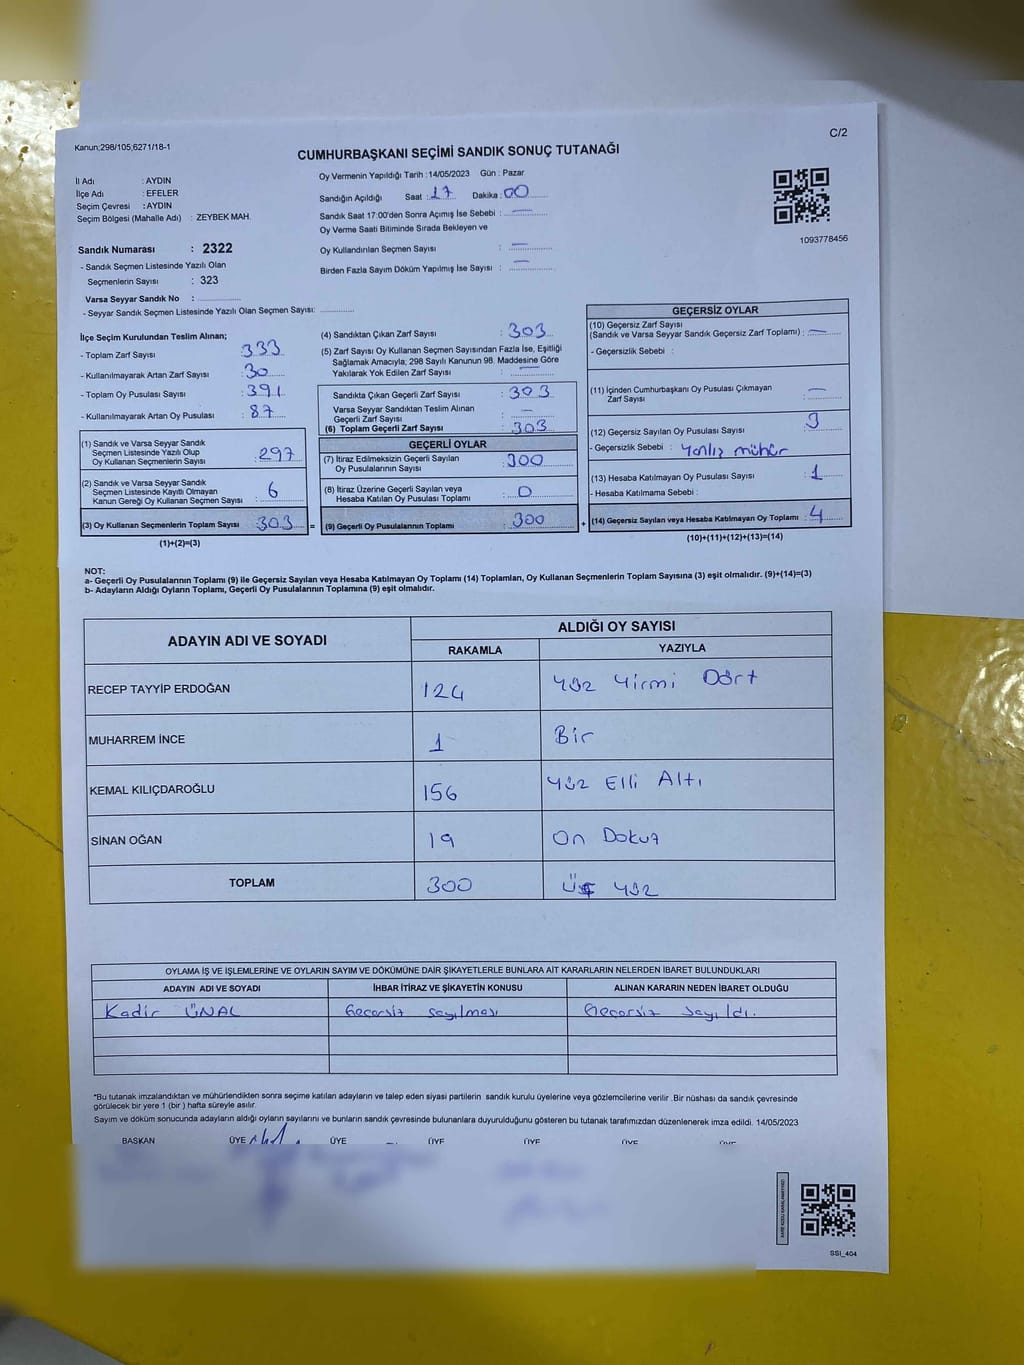 Kanun;298/105;6271/18-1
C/2
CUMHURBAŞKANI SEÇİMİ SANDIK SONUÇ TUTANAĞI
İl Adı : AYDIN
İlçe Adı : EFELER
Seçim Çevresi : AYDIN
Seçim Bölgesi (Mahalle Adı) : ZEYBEK MAH.
Oy Vermenin Yapıldığı Tarih :14/05/2023 Gün : Pazar
Sandığın Açıldığı Saat : 17 Dakika : 00
Sandık Saat 17:00'den Sonra Açımış İse Sebebi : —
Oy Verme Saati Bitiminde Sırada Bekleyen ve
Oy Kullandırılan Seçmen Sayısı : —
Birden Fazla Sayım Döküm Yapılmış İse Sayısı : —
1093778456
Sandık Numarası : 2322
- Sandık Seçmen Listesinde Yazılı Olan
Seçmenlerin Sayısı : 323
Varsa Seyyar Sandık No :
- Seyyar Sandık Seçmen Listesinde Yazılı Olan Seçmen Sayısı:
İlçe Seçim Kurulundan Teslim Alınan;
- Toplam Zarf Sayısı : 333
- Kullanılmayarak Artan Zarf Sayısı : 30
- Toplam Oy Pusulası Sayısı : 391
- Kullanılmayarak Artan Oy Pusulası : 87
(1) Sandık ve Varsa Seyyar Sandık
Seçmen Listesinde Yazılı Olup
Oy Kullanan Seçmenlerin Sayısı : 297
(2) Sandık ve Varsa Seyyar Sandık
Seçmen Listesinde Kayıtlı Olmayan
Kanun Gereği Oy Kullanan Seçmen Sayısı : 6
(3) Oy Kullanan Seçmenlerin Toplam Sayısı : 303 =
(1)+(2)=(3)
(4) Sandıktan Çıkan Zarf Sayısı : 303
(5) Zarf Sayısı Oy Kullanan Seçmen Sayısından Fazla İse, Eşitliği
Sağlamak Amacıyla, 298 Sayılı Kanunun 98. Maddesine Göre
Yakılarak Yok Edilen Zarf Sayısı : —
Sandıkta Çıkan Geçerli Zarf Sayısı : 303
Varsa Seyyar Sandıktan Teslim Alınan
Geçerli Zarf Sayısı : —
(6) Toplam Geçerli Zarf Sayısı : 303
GEÇERLİ OYLAR
(7) İtiraz Edilmeksizin Geçerli Sayılan
Oy Pusulalarının Sayısı : 300
(8) İtiraz Üzerine Geçerli Sayılan veya
Hesaba Katılan Oy Pusulası Toplamı : 0
(9) Geçerli Oy Pusulalarının Toplamı : 300 +
GEÇERSİZ OYLAR
(10) Geçersiz Zarf Sayısı
(Sandık ve Varsa Seyyar Sandık Geçersiz Zarf Toplamı) : —
- Geçersizlik Sebebi :
(11) İçinden Cumhurbaşkanı Oy Pusulası Çıkmayan
Zarf Sayısı : —
(12) Geçersiz Sayılan Oy Pusulası Sayısı : 3
- Geçersizlik Sebebi : Yanlız mühür
(13) Hesaba Katılmayan Oy Pusulası Sayısı : 1
- Hesaba Katılmama Sebebi :
(14) Geçersiz Sayılan veya Hesaba Katılmayan Oy Toplamı : 4
(10)+(11)+(12)+(13)=(14)
NOT:
a- Geçerli Oy Pusulalarının Toplamı (9) ile Geçersiz Sayılan veya Hesaba Katılmayan Oy Toplamı (14) Toplamları, Oy Kullanan Seçmenlerin Toplam Sayısına (3) eşit olmalıdır. (9)+(14)=(3)
b- Adayların Aldığı Oyların Toplamı, Geçerli Oy Pusulalarının Toplamına (9) eşit olmalıdır.
ADAYIN ADI VE SOYADI ALDIĞI OY SAYISI
RAKAMLA YAZIYLA
RECEP TAYYİP ERDOĞAN 124 Yüz Yirmi Dört
MUHARREM İNCE 1 Bir
KEMAL KILIÇDAROĞLU 156 Yüz Elli Altı
SİNAN OĞAN 19 On Dokuz
TOPLAM 300 Üç Yüz
OYLAMA İŞ VE İŞLEMLERİNE VE OYLARIN SAYIM VE DÖKÜMÜNE DAİR ŞİKAYETLERLE BUNLARA AİT KARARLARIN NELERDEN İBARET BULUNDUKLARI
ADAYIN ADI VE SOYADI İHBAR İTİRAZ VE ŞİKAYETİN KONUSU ALINAN KARARIN NEDEN İBARET OLDUĞU
Kadir ÜNAL Geçersiz sayılması Geçersiz sayıldı.
*Bu tutanak imzalandıktan ve mühürlendikten sonra seçime katılan adayların ve talep eden siyasi partilerin sandık kurulu üyelerine veya gözlemcilerine verilir .Bir nüshası da sandık çevresinde
görülecek bir yere 1 (bir ) hafta süreyle asılır.
Sayım ve döküm sonucunda adayların aldığı oyların sayılarını ve bunların sandık çevresinde bulunanlara duyurulduğunu gösteren bu tutanak tarafımızdan düzenlenerek imza edildi. 14/05/2023
BAŞKAN ÜYE ÜYE ÜYE ÜYE ÜYE ÜYE
SSI_404